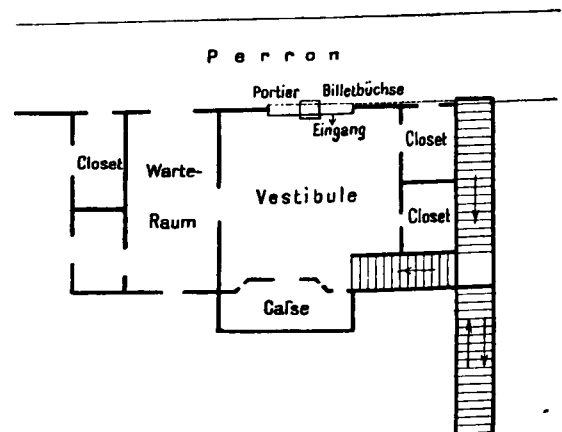 Perron
Portier Billetbüchse
Eingang
Closet
Warte-
Raum
Vestibule
Closet
Closet
Caſse